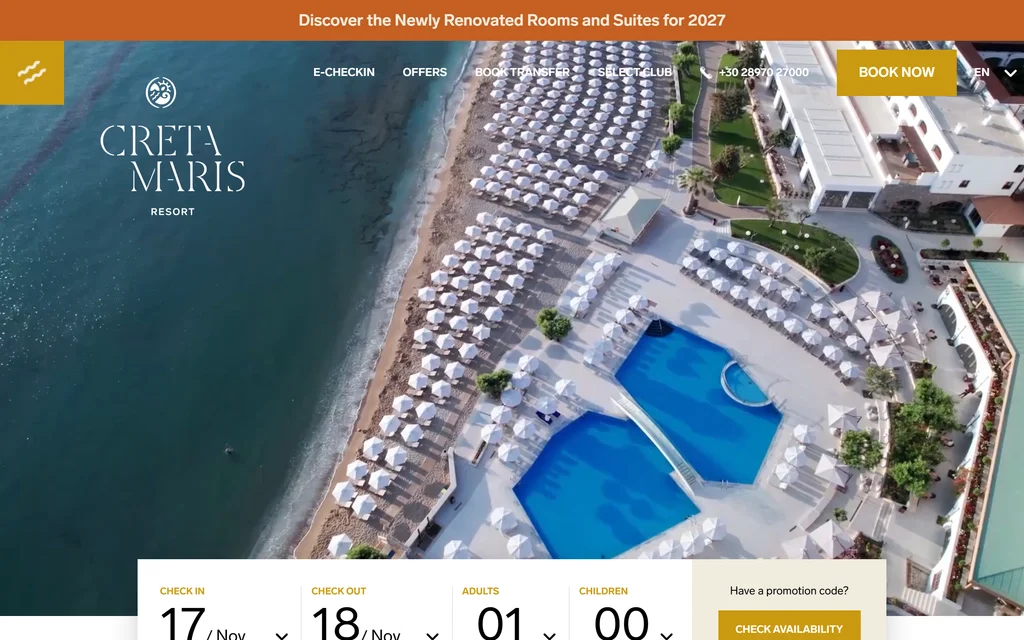 Discover the Newly Renovated Rooms and Suites for 2027
E-CHECKIN OFFERS BOOK TRANSFER SELECT CLUB +30 28970 27000 BOOK NOW EN
CRETA
MARIS
RESORT
CHECK IN CHECK OUT ADULTS CHILDREN Have a promotion code?
17 / Nov 18 / Nov 01 00 CHECK AVAILABILITY